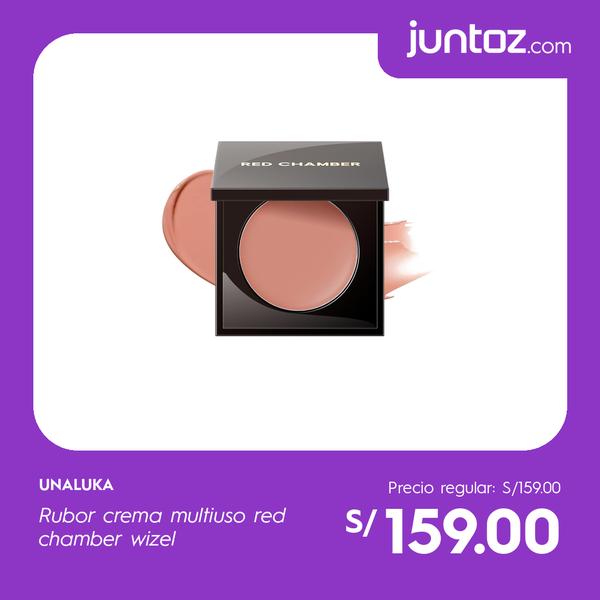 juntoz.com
RED CHAMBER
UNALUKA
Rubor crema multiuso red
chamber wizel
Precio regular: S/159.00
S/159.00